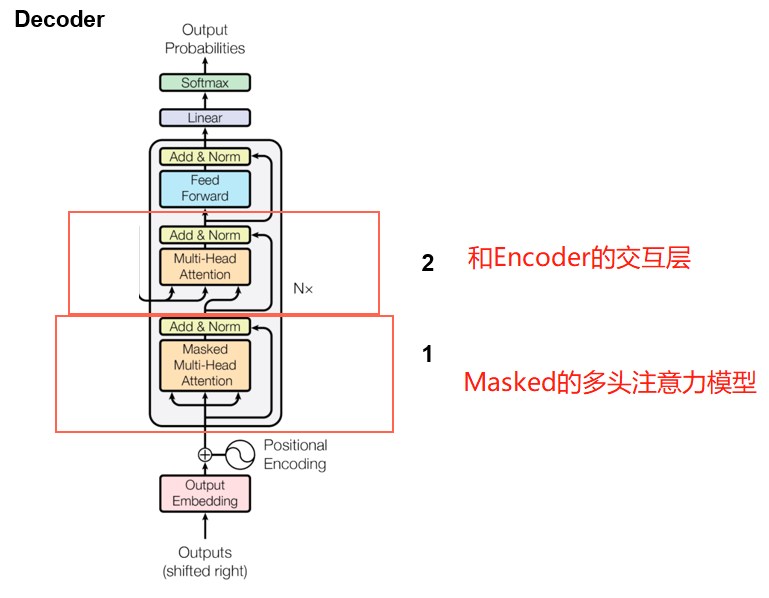 Decoder
Output
Probabilities
Softmax
Linear
Add & Norm
Feed
Forward
Add & Norm
Multi-Head
Attention
2
和Encoder的交互层
N×
Add & Norm
Masked
Multi-Head
Attention
1
Masked的多头注意力模型
Positional
Encoding
Output
Embedding
Outputs
(shifted right)